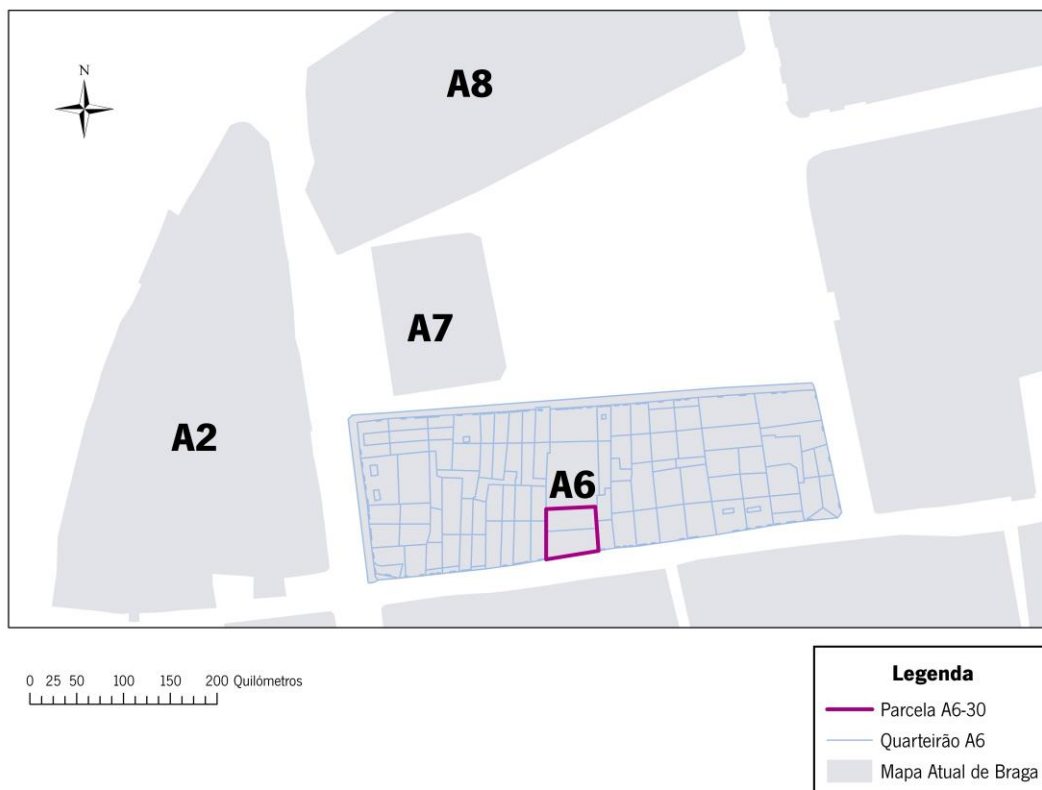 N
A8
A7
A2
A6
0 25 50 100 150 200 Quilómetros
Legenda
Parcela A6-30
Quarteirão A6
Mapa Atual de Braga